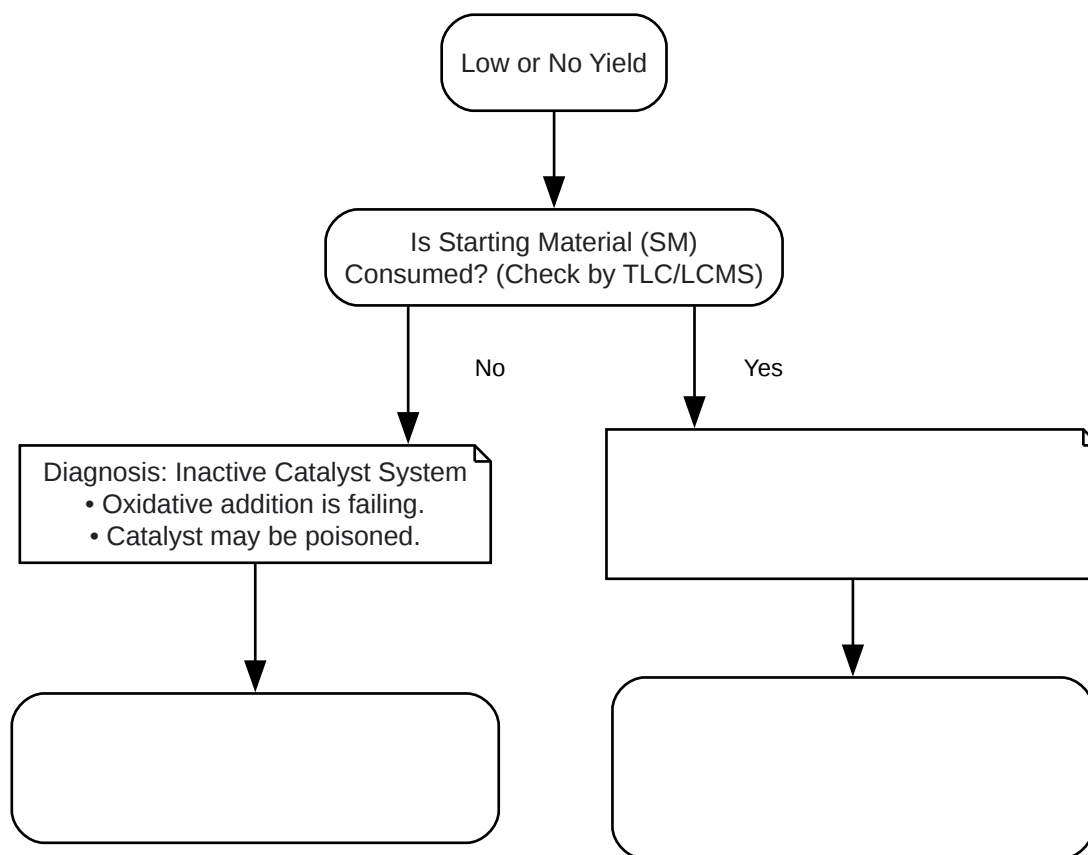 Low or No Yield
Is Starting Material (SM)
Consumed? (Check by TLC/LCMS)
No
Yes
Diagnosis: Inactive Catalyst System
• Oxidative addition is failing.
• Catalyst may be poisoned.